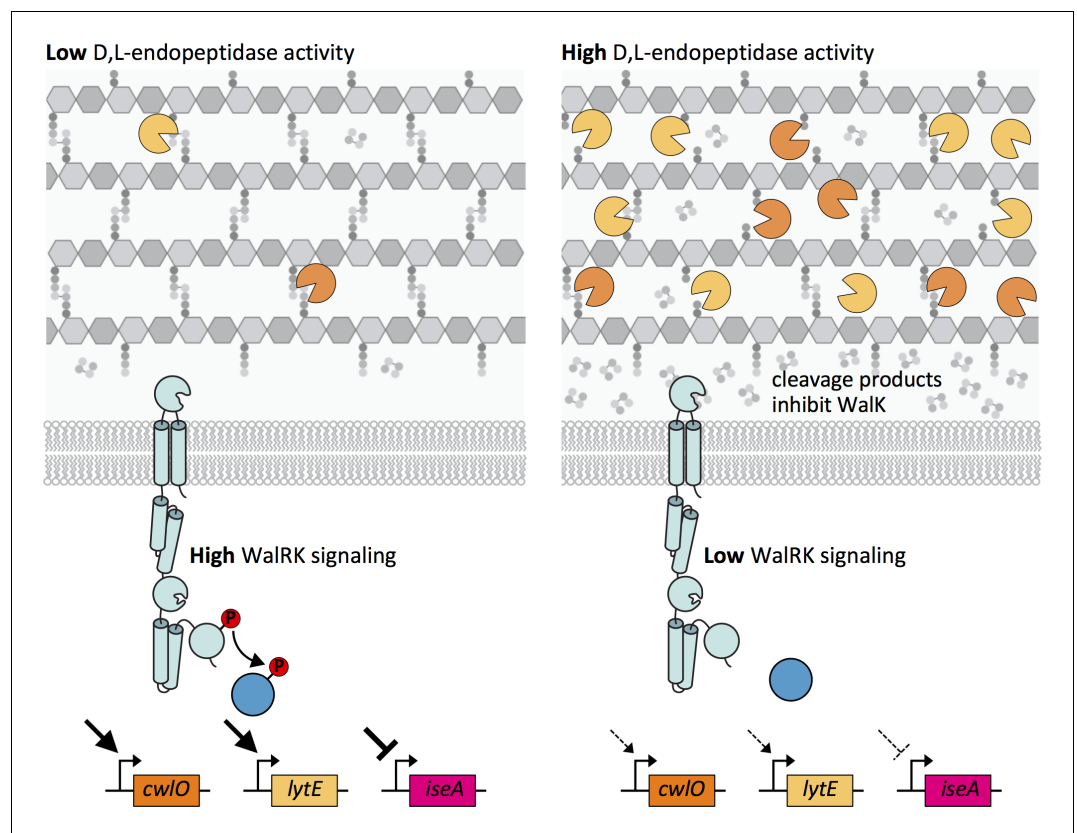 Low D,L-endopeptidase activity
High D,L-endopeptidase activity
cleavage products
inhibit WalK
High WalRK signaling
Low WalRK signaling
P
P
cwlO
lytE
iseA
cwlO
lytE
iseA